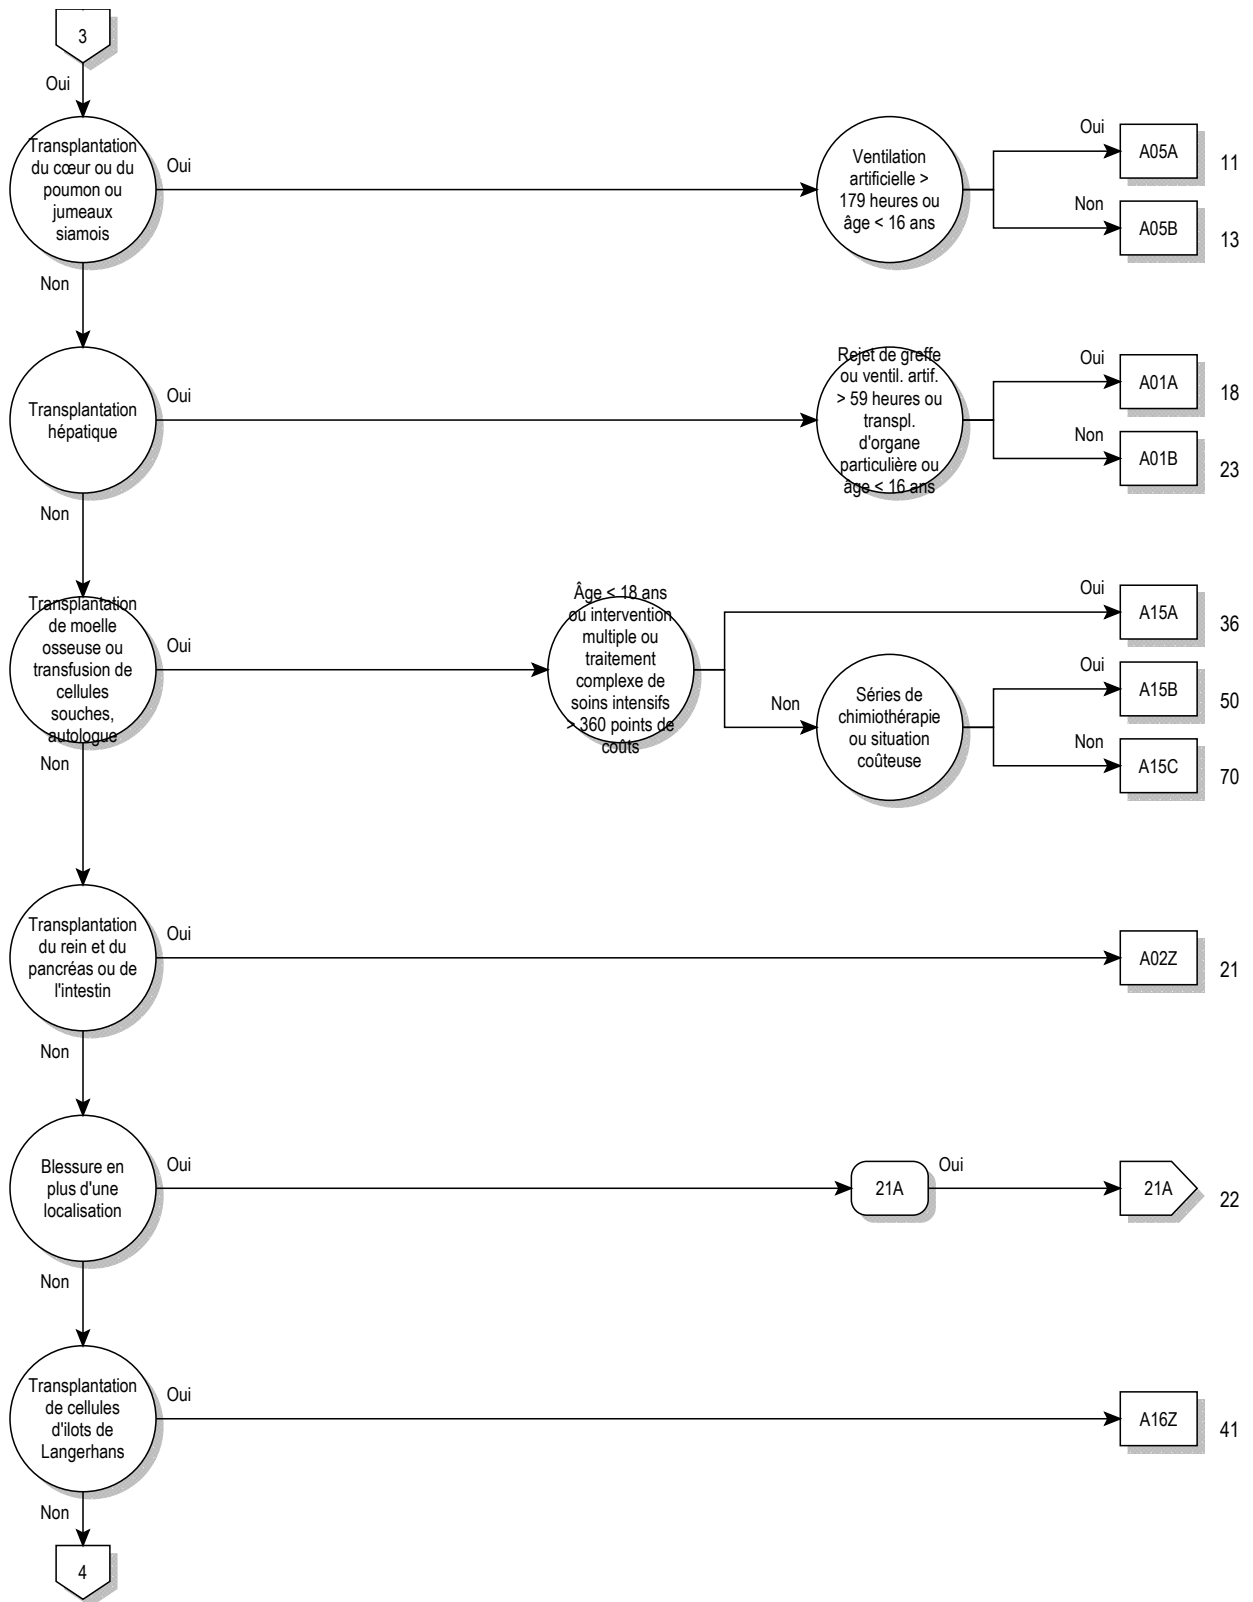 3
Oui
Transplantation
du cœur ou du
poumon ou
jumeaux
siamois
Oui
Ventilation
artificielle >
179 heures ou
âge < 16 ans
Oui
A05A
11
Non
A05B
13
Non
Transplantation
hépatique
Oui
Rejet de greffe
ou ventil. artif.
> 59 heures ou
transpl.
d'organe
particulière ou
âge < 16 ans
Oui
A01A
18
Non
A01B
23
Non
Transplantation
de moelle
osseuse ou
transfusion de
cellules
souches,
autologue
Oui
Âge < 18 ans
ou intervention
multiple ou
traitement
complexe de
soins intensifs
> 360 points de
coûts
Oui
A15A
36
Non
Séries de
chimiothérapie
ou situation
coûteuse
Oui
A15B
50
Non
A15C
70
Non
Transplantation
du rein et du
pancréas ou de
l'intestin
Oui
A02Z
21
Non
Blessure en
plus d'une
localisation
Oui
21A
Oui
21A
22
Non
Transplantation
de cellules
d'ilots de
Langerhans
Oui
A16Z
41
Non
4